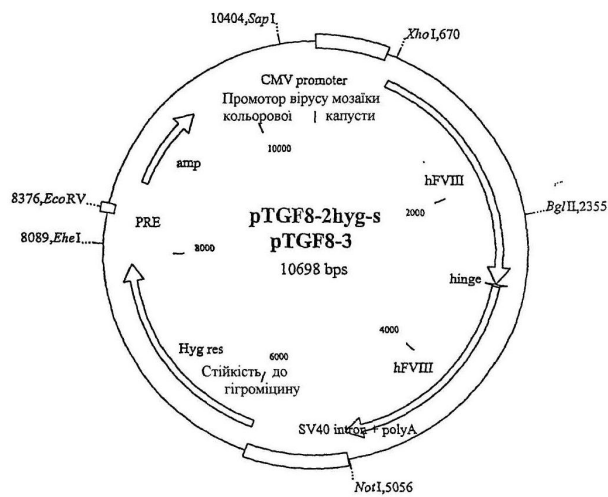 10404,SapI
XhoI,670
CMV promoter
Промотор вірусу мозаїки
кольорової капусти
10000
amp
hFVIII
8376,EcoRV
2000
BglII,2355
PRE
pTGF8-2hyg-s
8089,EheI
8000
pTGF8-3
10698 bps
hinge
4000
Hyg res
6000
hFVIII
Стійкість до
гігроміцину
SV40 intron + polyA
NotI,5056